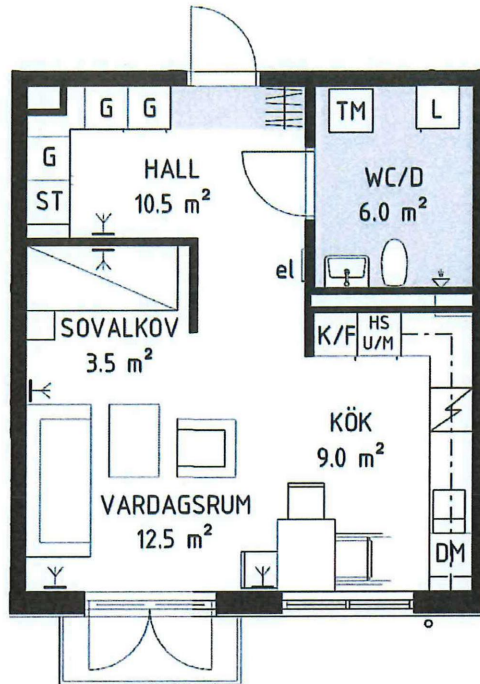 G G
TM
L
G
HALL
10.5 m²
WC/D
6.0 m²
ST
el
SOVALKOV
3.5 m²
K/F
HS
U/M
KÖK
9.0 m²
VARDAGSRUM
12.5 m²
DM